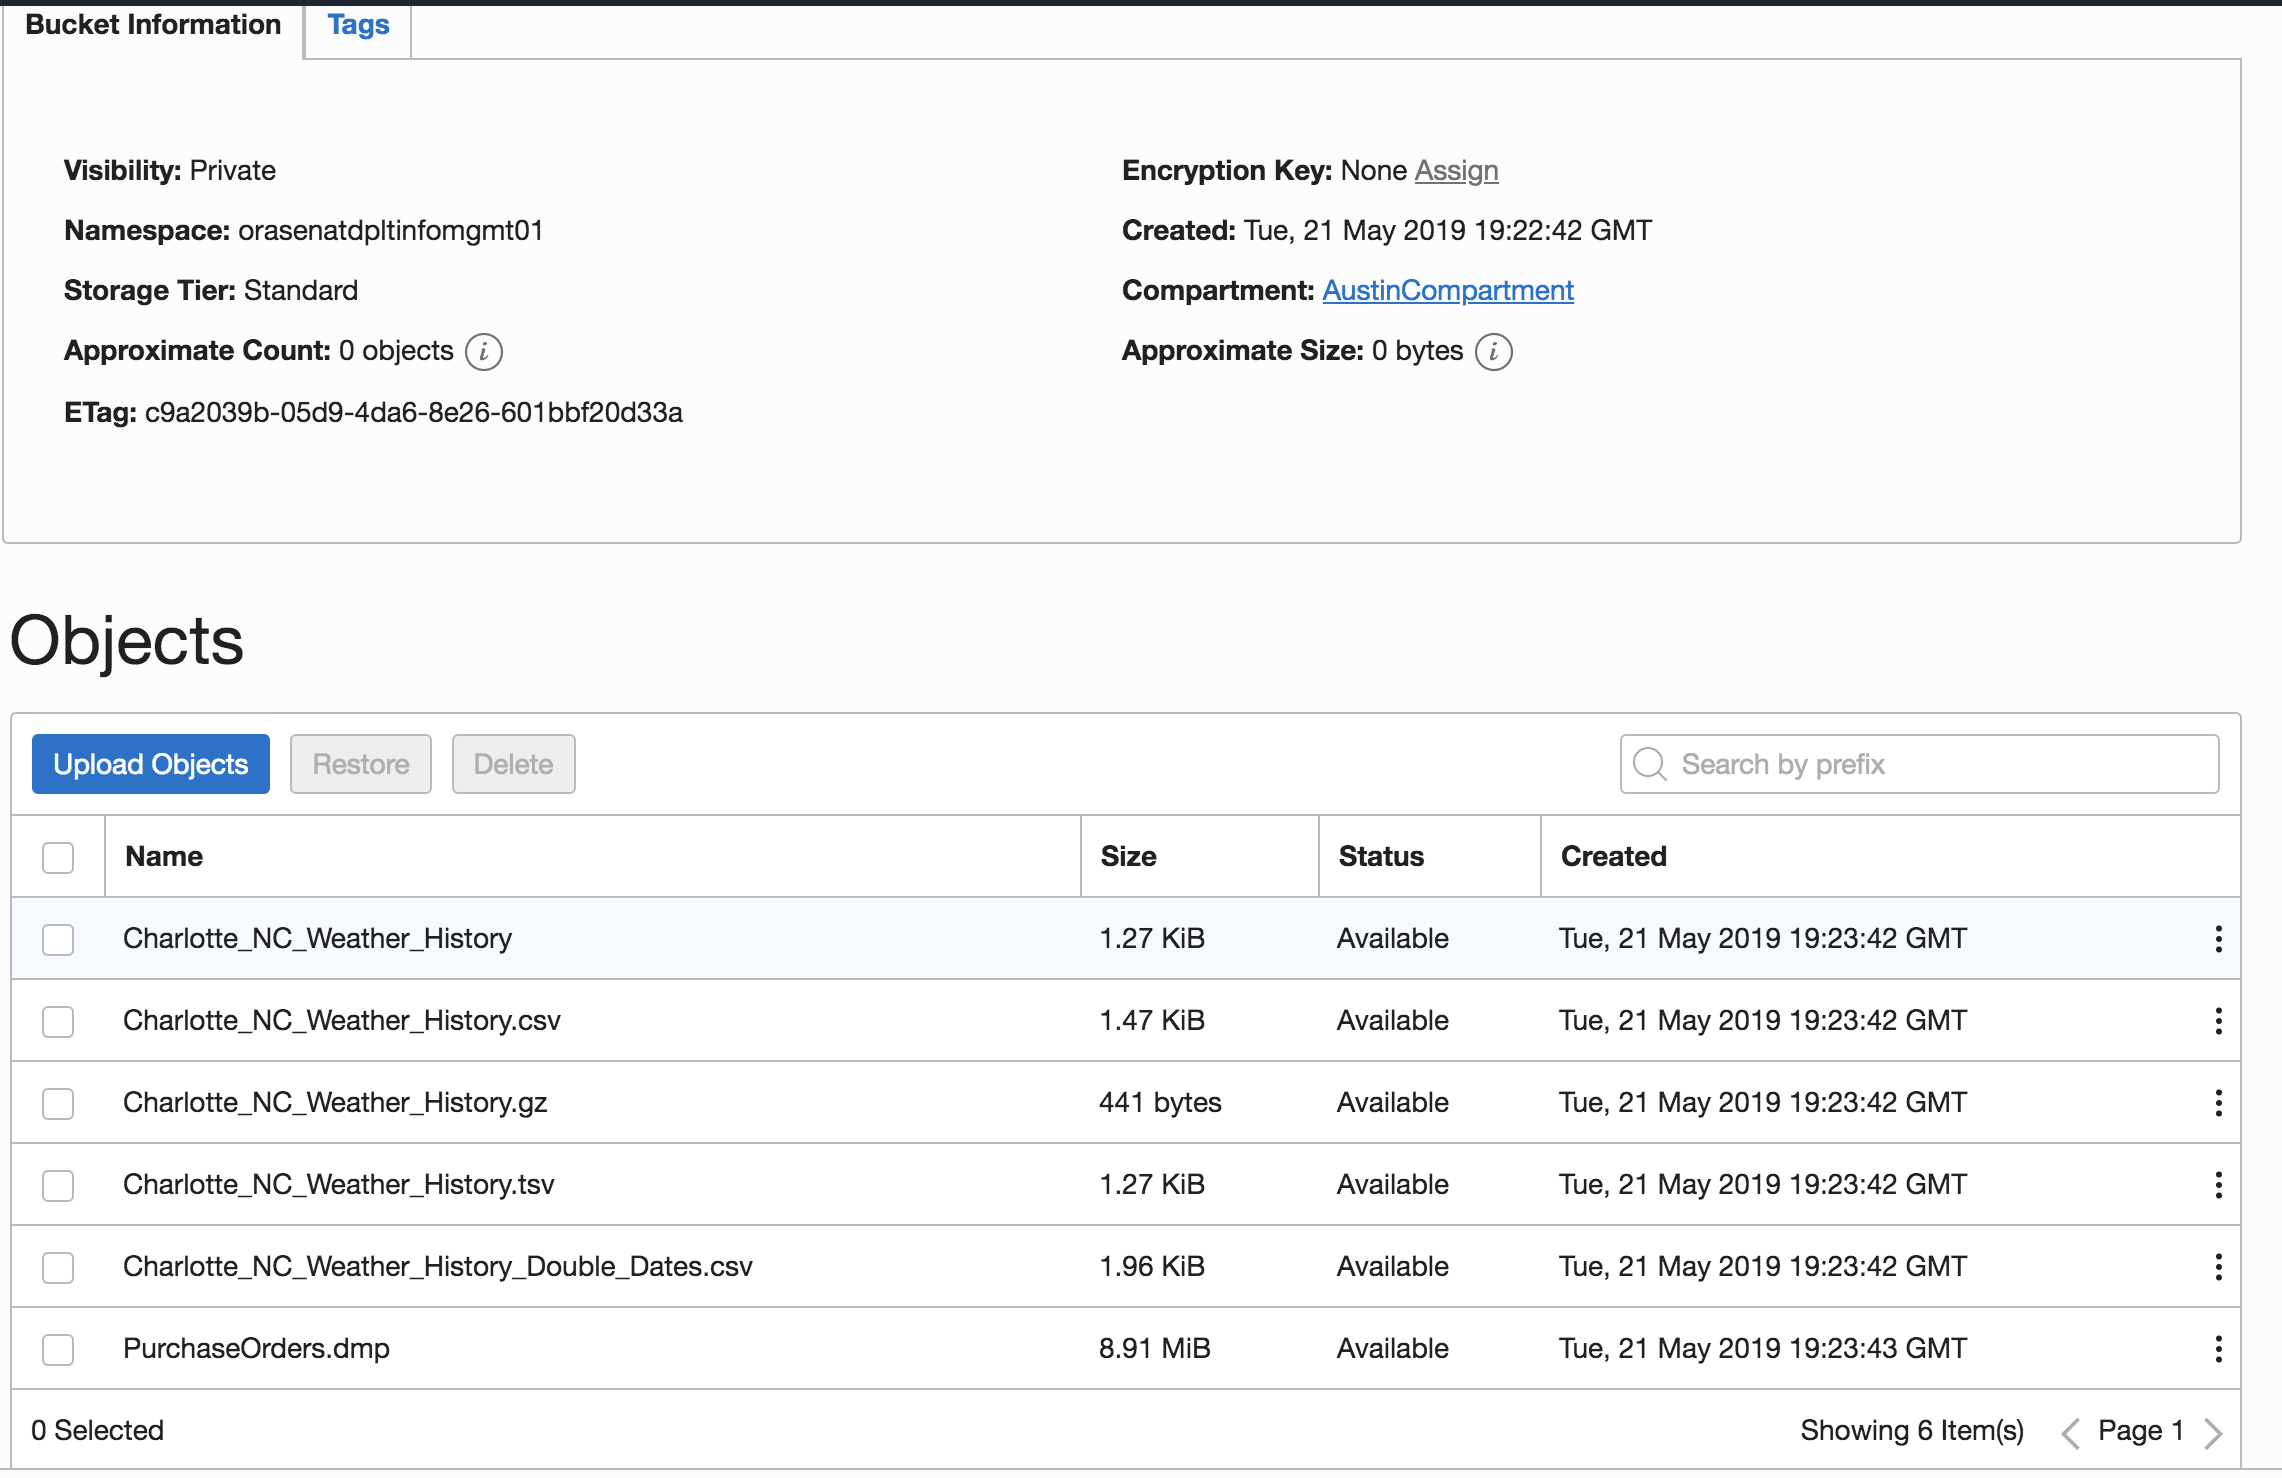 Bucket Information Tags
Visibility: Private
Encryption Key: None Assign
Namespace: orasenatdpltinfomgmt01
Created: Tue, 21 May 2019 19:22:42 GMT
Storage Tier: Standard
Compartment: AustinCompartment
Approximate Count: 0 objects i
Approximate Size: 0 bytes i
ETag: c9a2039b-05d9-4da6-8e26-601bbf20d33a
Objects
Upload Objects Restore Delete Search by prefix
Name Size Status Created
Charlotte_NC_Weather_History 1.27 KiB Available Tue, 21 May 2019 19:23:42 GMT
Charlotte_NC_Weather_History.csv 1.47 KiB Available Tue, 21 May 2019 19:23:42 GMT
Charlotte_NC_Weather_History.gz 441 bytes Available Tue, 21 May 2019 19:23:42 GMT
Charlotte_NC_Weather_History.tsv 1.27 KiB Available Tue, 21 May 2019 19:23:42 GMT
Charlotte_NC_Weather_History_Double_Dates.csv 1.96 KiB Available Tue, 21 May 2019 19:23:42 GMT
PurchaseOrders.dmp 8.91 MiB Available Tue, 21 May 2019 19:23:43 GMT
0 Selected Showing 6 Item(s) Page 1